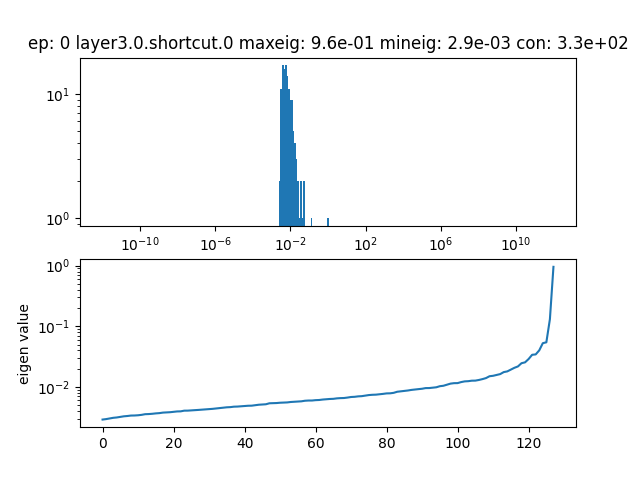 ep: 0 layer3.0.shortcut.0 maxeig: 9.6e-01 mineig: 2.9e-03 con: 3.3e+02
10¹
10⁰
10⁻¹⁰ 10⁻⁶ 10⁻² 10² 10⁶ 10¹⁰
10⁰
10⁻¹
10⁻²
eigen value
0 20 40 60 80 100 120